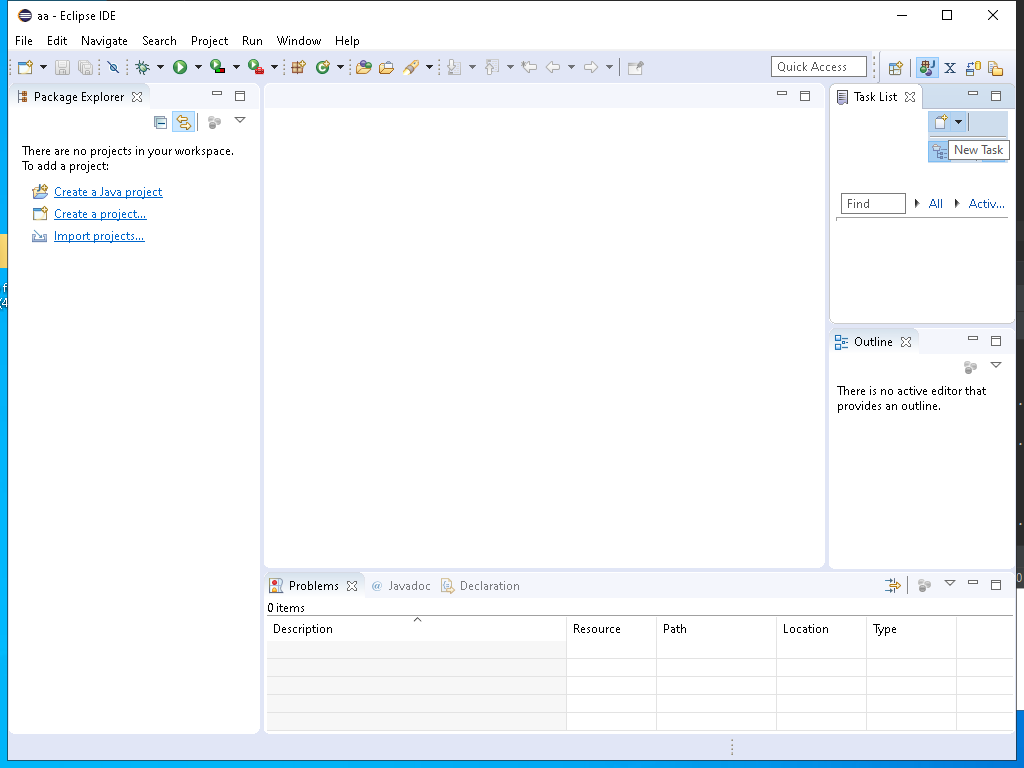 aa - Eclipse IDE
File Edit Navigate Search Project Run Window Help
Quick Access
Package Explorer
There are no projects in your workspace.
To add a project:
Create a Java project
Create a project...
Import projects...
Task List
New Task
Find All Activ...
Outline
There is no active editor that
provides an outline.
Problems @ Javadoc Declaration
0 items
Description Resource Path Location Type